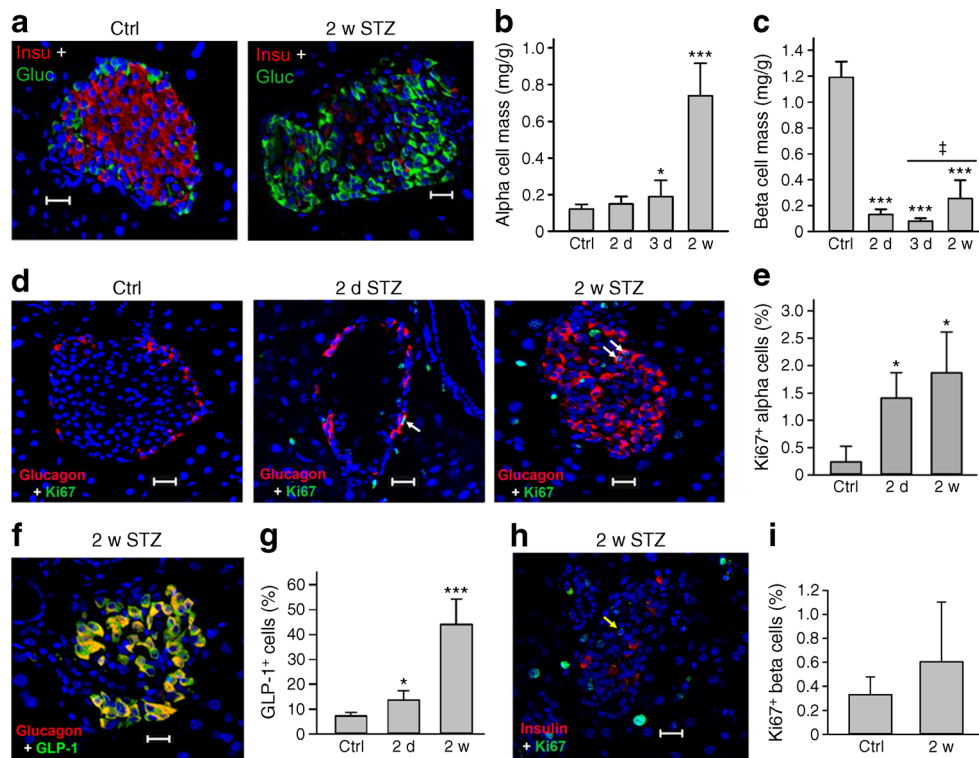 a
Ctrl
2 w STZ
Insu +
Gluc
Insu +
Gluc
b
Alpha cell mass (mg/g)
1.0
0.8
0.6
0.4
0.2
0
*
***
Ctrl 2 d 3 d 2 w
c
Beta cell mass (mg/g)
1.4
1.2
1.0
0.8
0.6
0.4
0.2
0
***
***
***
‡
Ctrl 2 d 3 d 2 w
d
Ctrl
2 d STZ
2 w STZ
Glucagon
+ Ki67
Glucagon
+ Ki67
Glucagon
+ Ki67
e
Ki67⁺ alpha cells (%)
3.0
2.5
2.0
1.5
1.0
0.5
0
*
*
Ctrl 2 d 2 w
f
2 w STZ
Glucagon
+ GLP-1
g
GLP-1⁺ cells (%)
60
50
40
30
20
10
0
*
***
Ctrl 2 d 2 w
h
2 w STZ
Insulin
+ Ki67
i
Ki67⁺ beta cells (%)
1.2
1.0
0.8
0.6
0.4
0.2
0
Ctrl 2 w